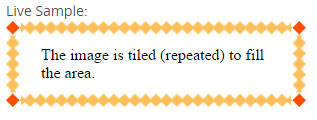 Live Sample:
The image is tiled (repeated) to fill
the area.